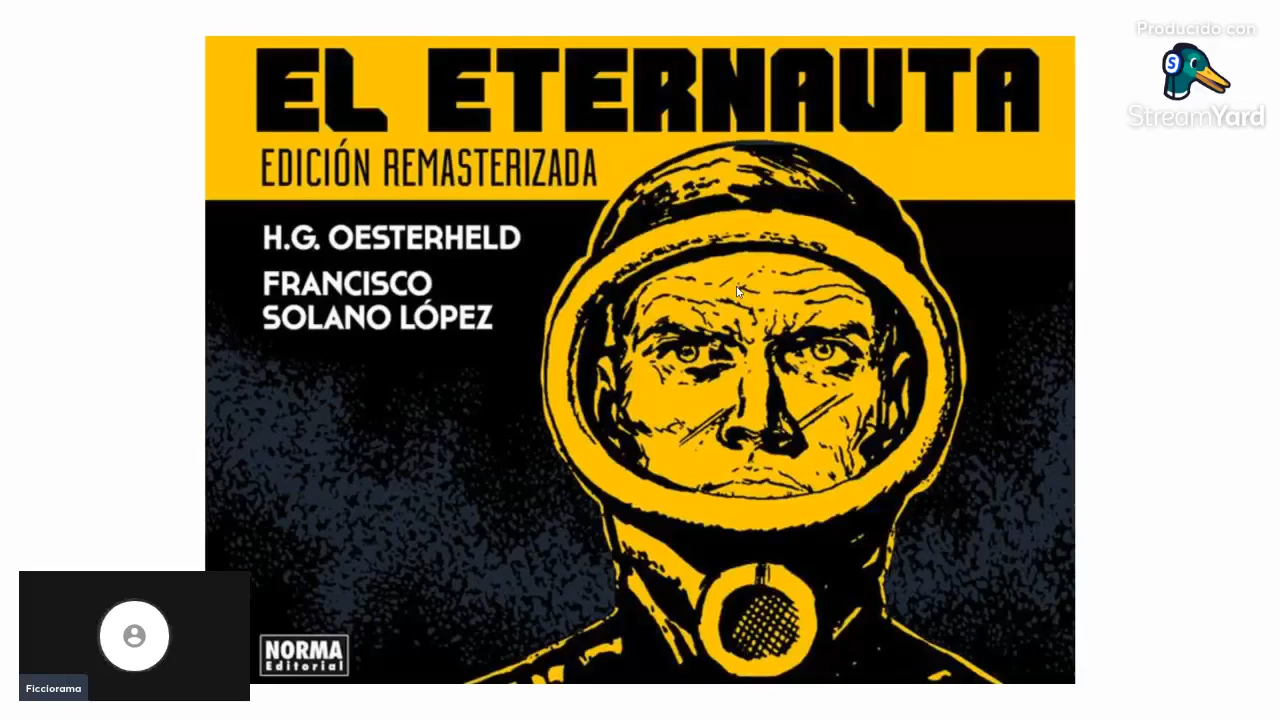 Producido con
S
StreamYard
EL ETERNAUTA
EDICIÓN REMASTERIZADA
H.G. OESTERHELD
FRANCISCO
SOLANO LÓPEZ
NORMA
Editorial
Ficciorama